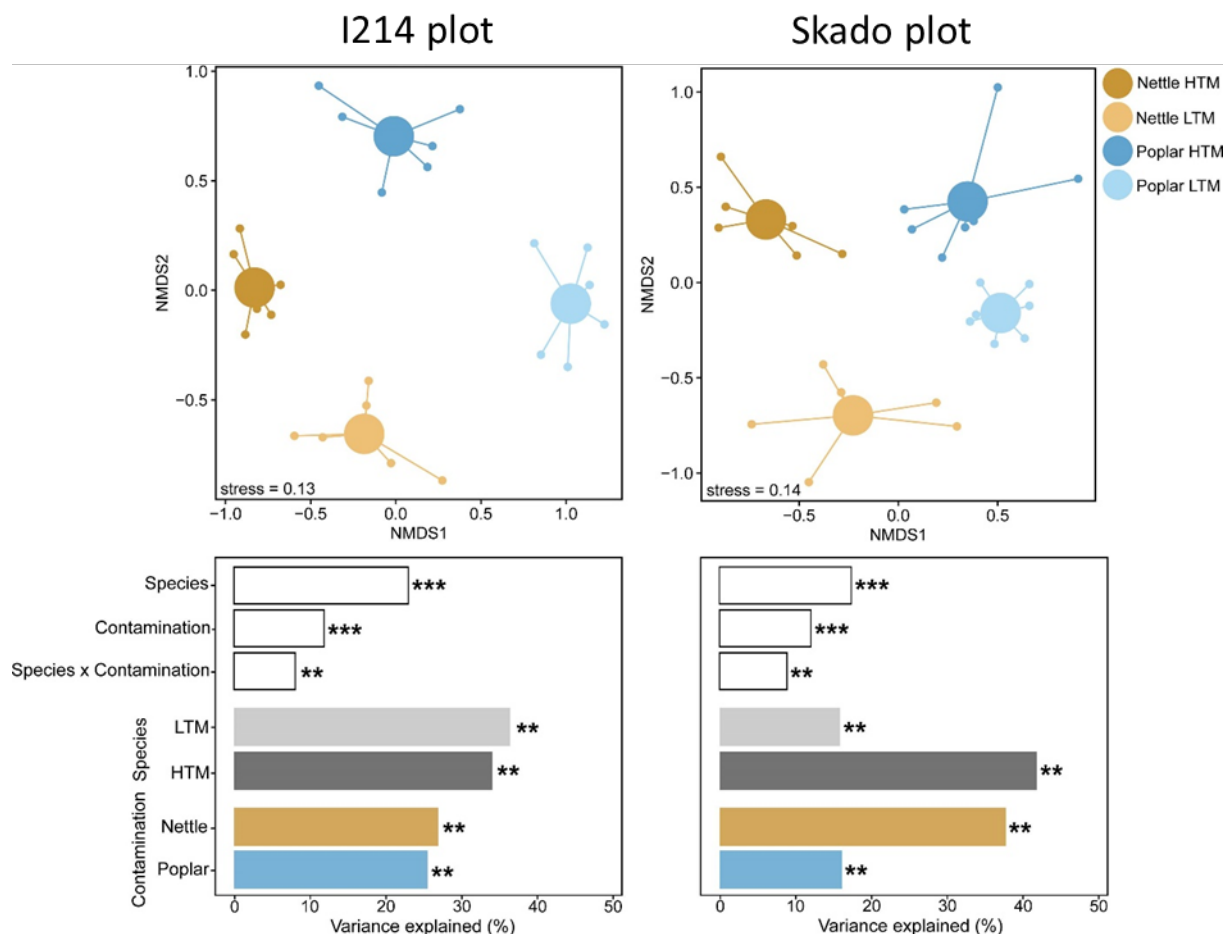 I214 plot
Skado plot
1.0
0.5
0.0
−0.5
NMDS2
stress = 0.13
−1.0 −0.5 0.0 0.5 1.0
NMDS1
1.0
0.5
0.0
−0.5
−1.0
NMDS2
stress = 0.14
−0.5 0.0 0.5
NMDS1
Nettle HTM
Nettle LTM
Poplar HTM
Poplar LTM
Species ***
Contamination ***
Species x Contamination **
Species
LTM **
HTM **
Contamination
Nettle **
Poplar **
0 10 20 30 40 50
Variance explained (%)
***
***
**
**
**
**
**
0 10 20 30 40 50
Variance explained (%)